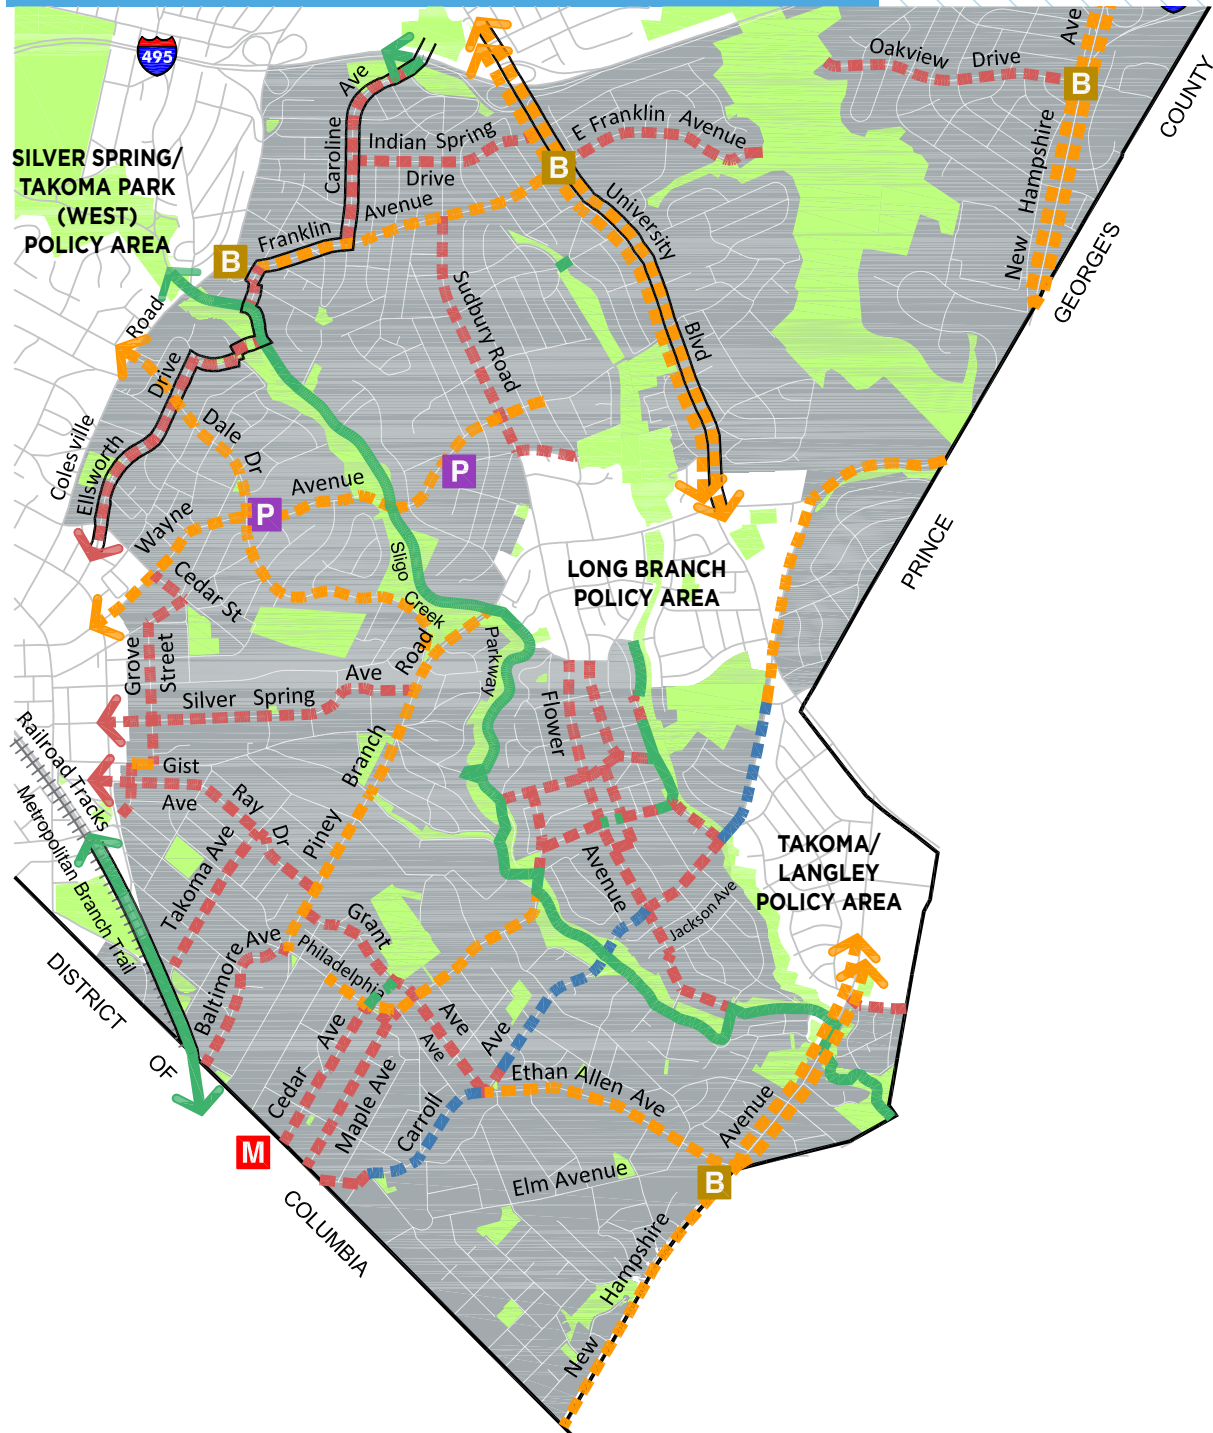 495
Ave
Oakview Drive
B
COUNTY
Ave
Caroline
Indian Spring
Drive
E Franklin Avenue
B
New Hampshire
SILVER SPRING/
TAKOMA PARK
(WEST)
POLICY AREA
Franklin Avenue
B
University
Blvd
GEORGE'S
Road
Sudbury Road
Drive
Ellsworth
Colesville
Dale Dr
P
Avenue
P
Wayne
PRINCE
Sligo
Creek
Parkway
LONG BRANCH
POLICY AREA
Cedar St
Grove
Street
Road
Ave
Silver Spring
Flower
Railroad Tracks
Gist
Ave
Ray
Dr
Branch
Piney
Metropolitan Branch Trail
Takoma Ave
TAKOMA/
LANGLEY
POLICY AREA
Avenue
Jackson Ave
Grant
Ave
Baltimore Ave
Philadelphia
Ave
DISTRICT
OF
COLUMBIA
Ave
Cedar
Maple Ave
Ave
Carroll
Ethan Allen Ave
Avenue
M
B
Elm Avenue
Hampshire
New